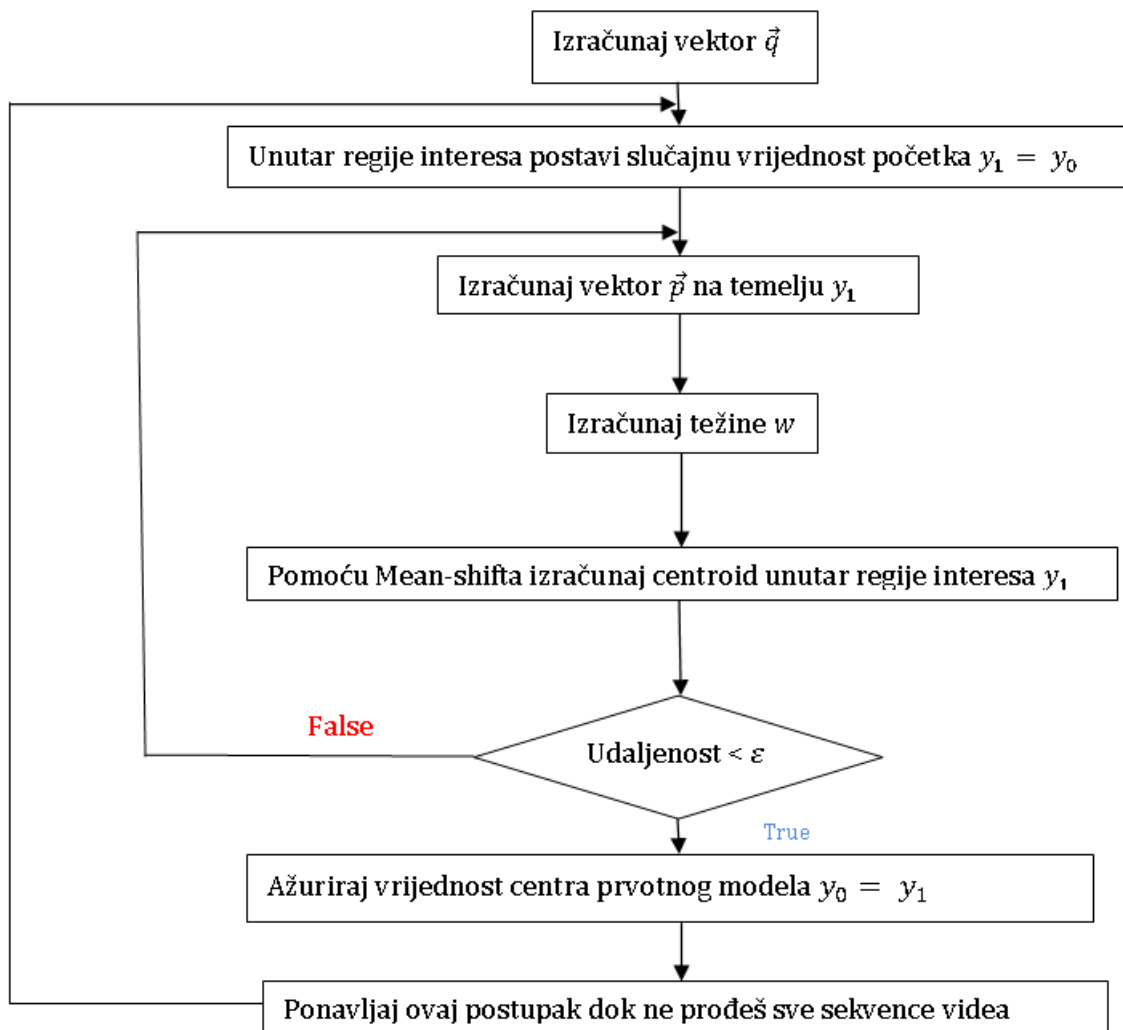 Izračunaj vektor q⃗
Unutar regije interesa postavi slučajnu vrijednost početka y₁ = y₀
Izračunaj vektor p⃗ na temelju y₁
Izračunaj težine w
Pomoću Mean-shifta izračunaj centroid unutar regije interesa y₁
False
Udaljenost < ε
True
Ažuriraj vrijednost centra prvotnog modela y₀ = y₁
Ponavljaj ovaj postupak dok ne prođeš sve sekvence videa